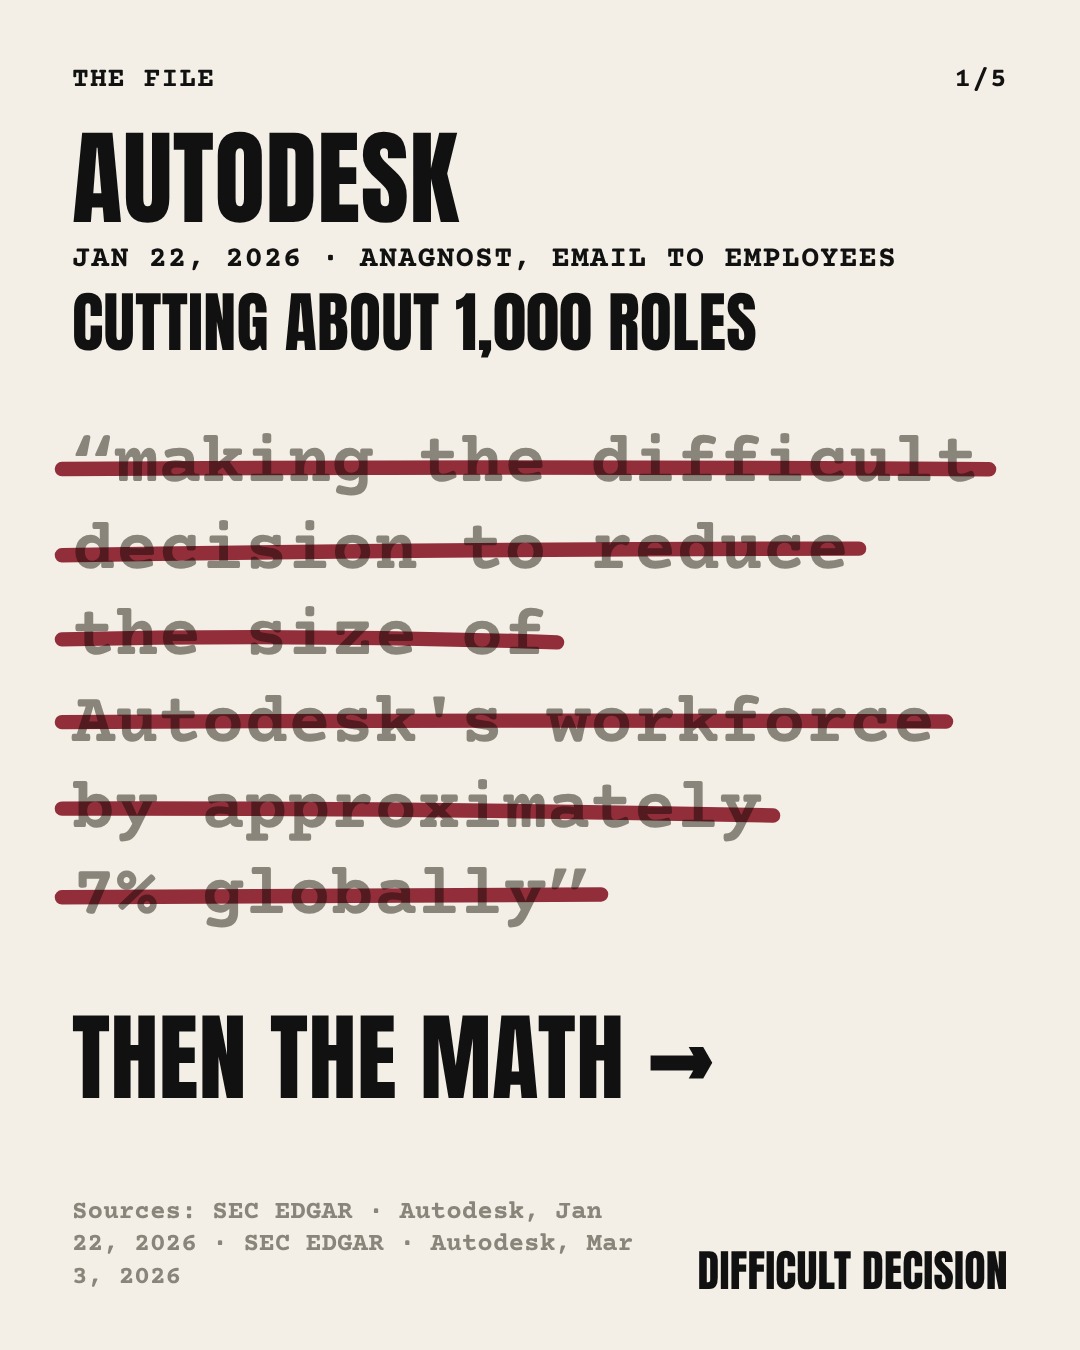 THE FILE
1/5
AUTODESK
JAN 22, 2026 · ANAGNOST, EMAIL TO EMPLOYEES
CUTTING ABOUT 1,000 ROLES
“making the difficult
decision to reduce
the size of
Autodesk's workforce
by approximately
7% globally”
THEN THE MATH →
Sources: SEC EDGAR · Autodesk, Jan
22, 2026 · SEC EDGAR · Autodesk, Mar
3, 2026
DIFFICULT DECISION